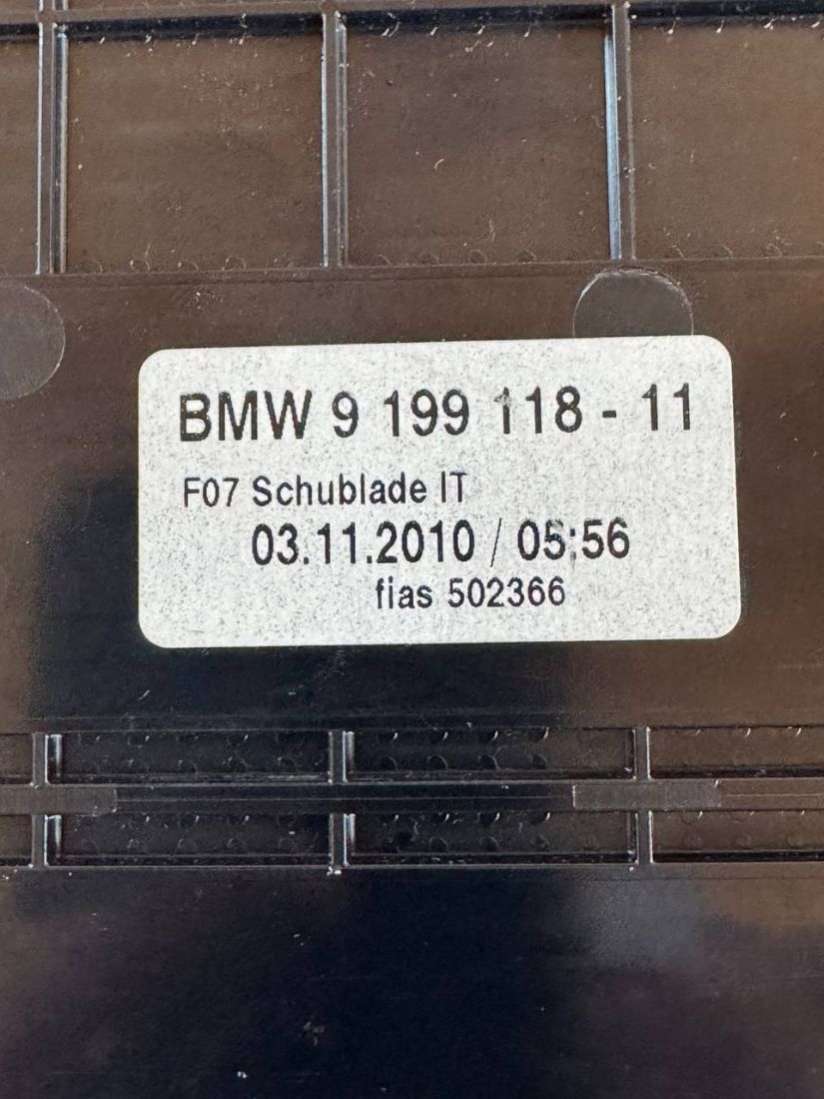 BMW 9 199 118 - 11
F07 Schublade IT
03.11.2010 / 05:56
fias 502366